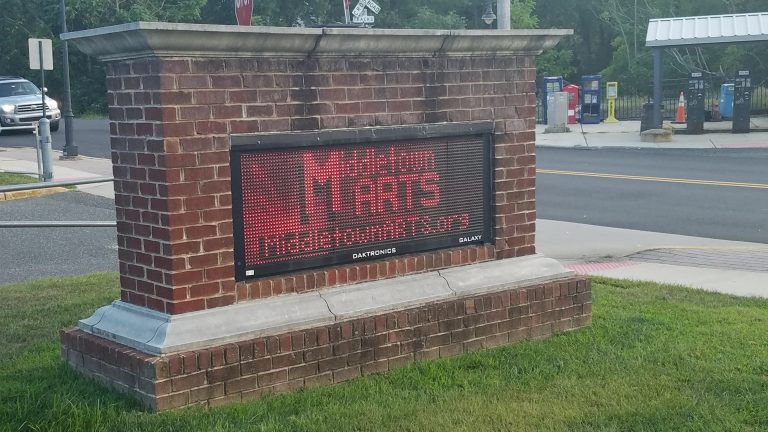 Middletown
ARTS
MiddletownARTS.org
DAKTRONICS
GALAXY